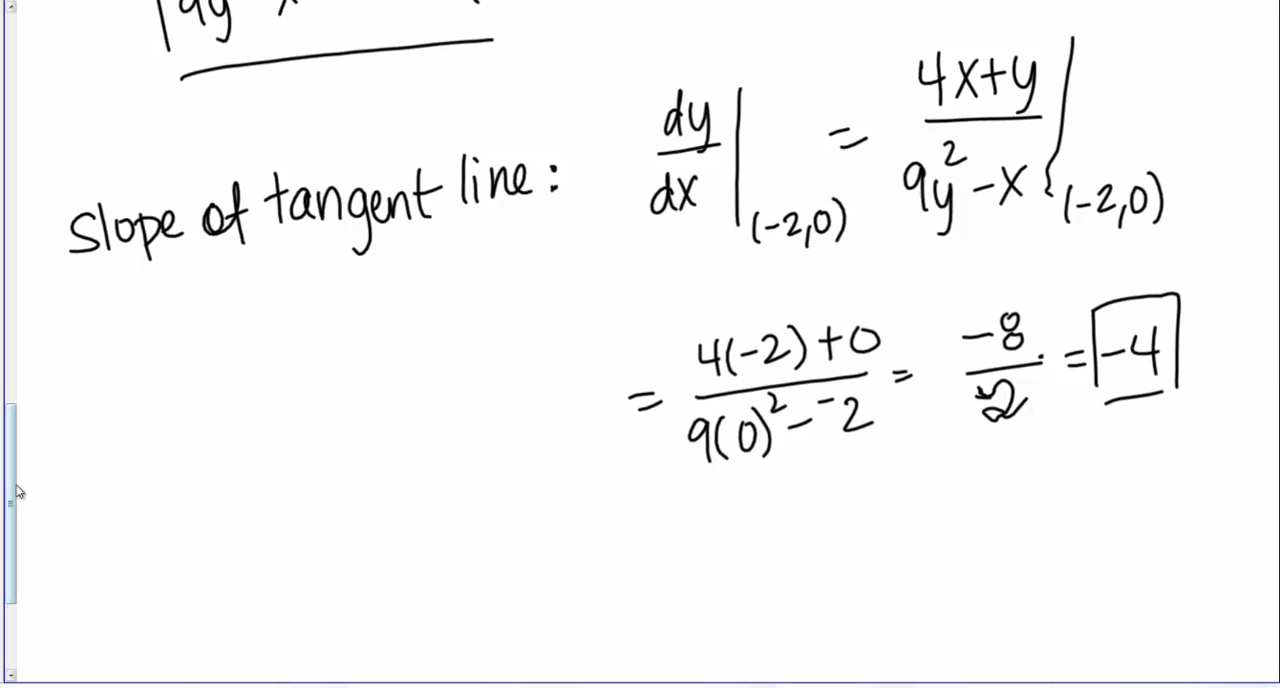 9y
slope of tangent line: dy/dx |(-2,0) = (4x+y)/(9y² - x) |(-2,0)
= (4(-2)+0)/(9(0)² - ⁻2) = -8/2 = -4